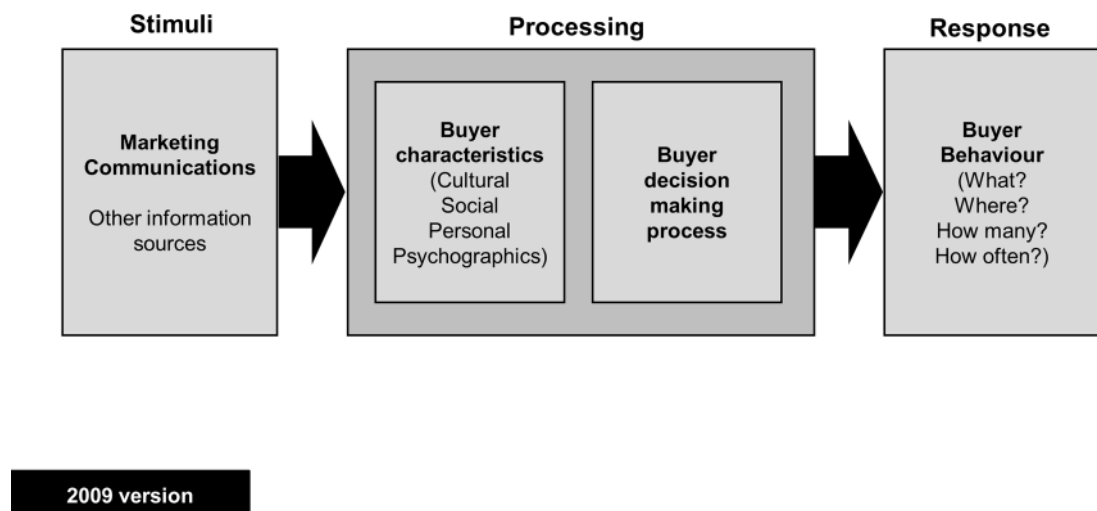 Stimuli
Processing
Response
Marketing
Communications
Other information
sources
Buyer
characteristics
(Cultural
Social
Personal
Psychographics)
Buyer
decision
making
process
Buyer
Behaviour
(What?
Where?
How many?
How often?)
2009 version